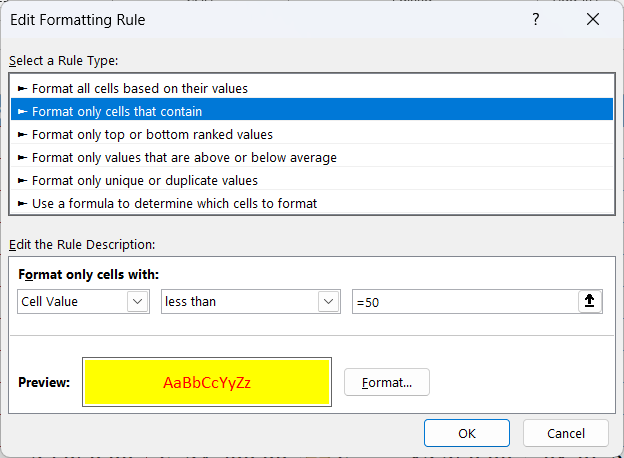 Edit Formatting Rule ?
Select a Rule Type:
► Format all cells based on their values
► Format only cells that contain
► Format only top or bottom ranked values
► Format only values that are above or below average
► Format only unique or duplicate values
► Use a formula to determine which cells to format
Edit the Rule Description:
Format only cells with:
Cell Value less than =50
Preview: AaBbCcYyZz Format...
OK Cancel